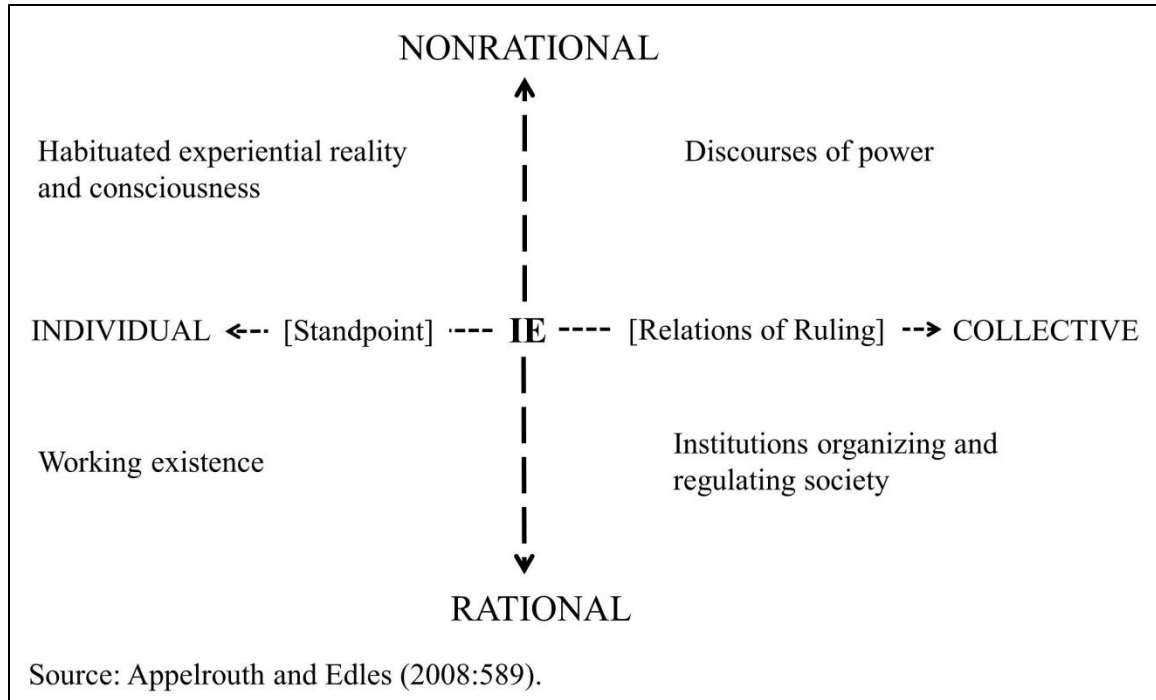 NONRATIONAL
Habituated experiential reality
and consciousness
Discourses of power
INDIVIDUAL [Standpoint] IE [Relations of Ruling] COLLECTIVE
Working existence
Institutions organizing and
regulating society
RATIONAL
Source: Appelrouth and Edles (2008:589).